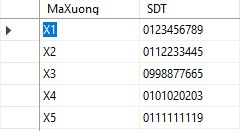 MaXuong SDT
X1 0123456789
X2 0112233445
X3 0998877665
X4 0101020203
X5 0111111119